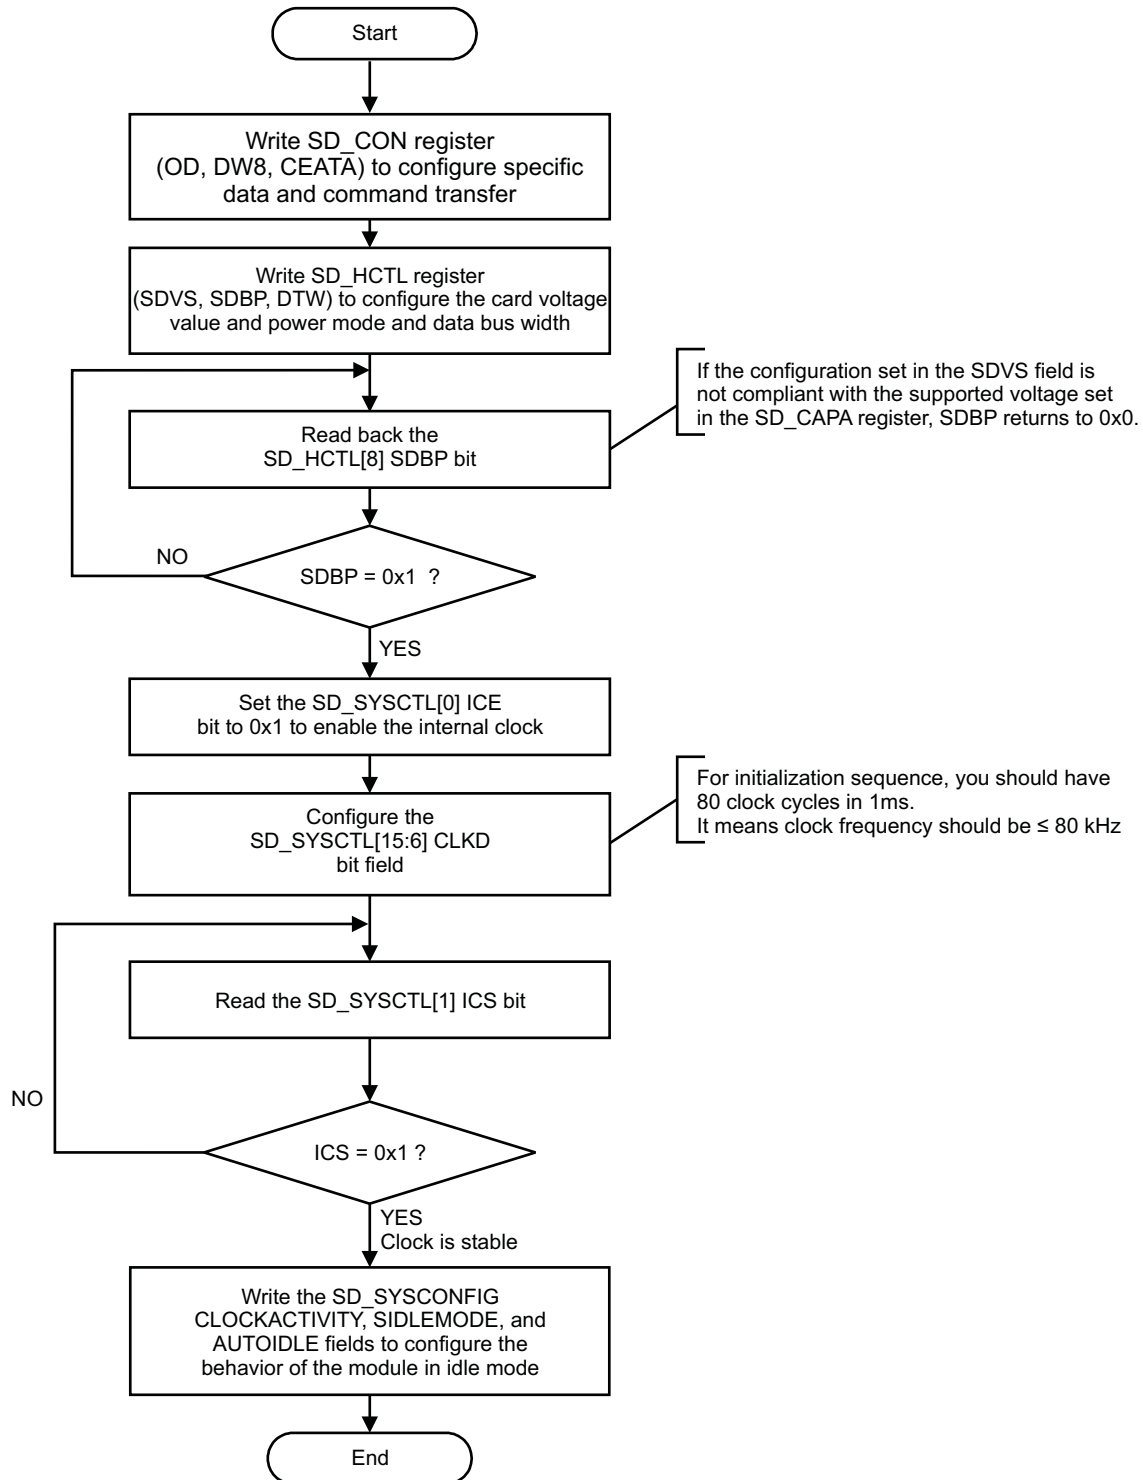 Start
Write SD_CON register
(OD, DW8, CEATA) to configure specific
data and command transfer
Write SD_HCTL register
(SDVS, SDBP, DTW) to configure the card voltage
value and power mode and data bus width
If the configuration set in the SDVS field is
not compliant with the supported voltage set
in the SD_CAPA register, SDBP returns to 0x0.
Read back the
SD_HCTL[8] SDBP bit
NO
SDBP = 0x1 ?
YES
Set the SD_SYSCTL[0] ICE
bit to 0x1 to enable the internal clock
For initialization sequence, you should have
80 clock cycles in 1ms.
It means clock frequency should be ≤ 80 kHz
Configure the
SD_SYSCTL[15:6] CLKD
bit field
Read the SD_SYSCTL[1] ICS bit
NO
ICS = 0x1 ?
YES
Clock is stable
Write the SD_SYSCONFIG
CLOCKACTIVITY, SIDLEMODE, and
AUTOIDLE fields to configure the
behavior of the module in idle mode
End